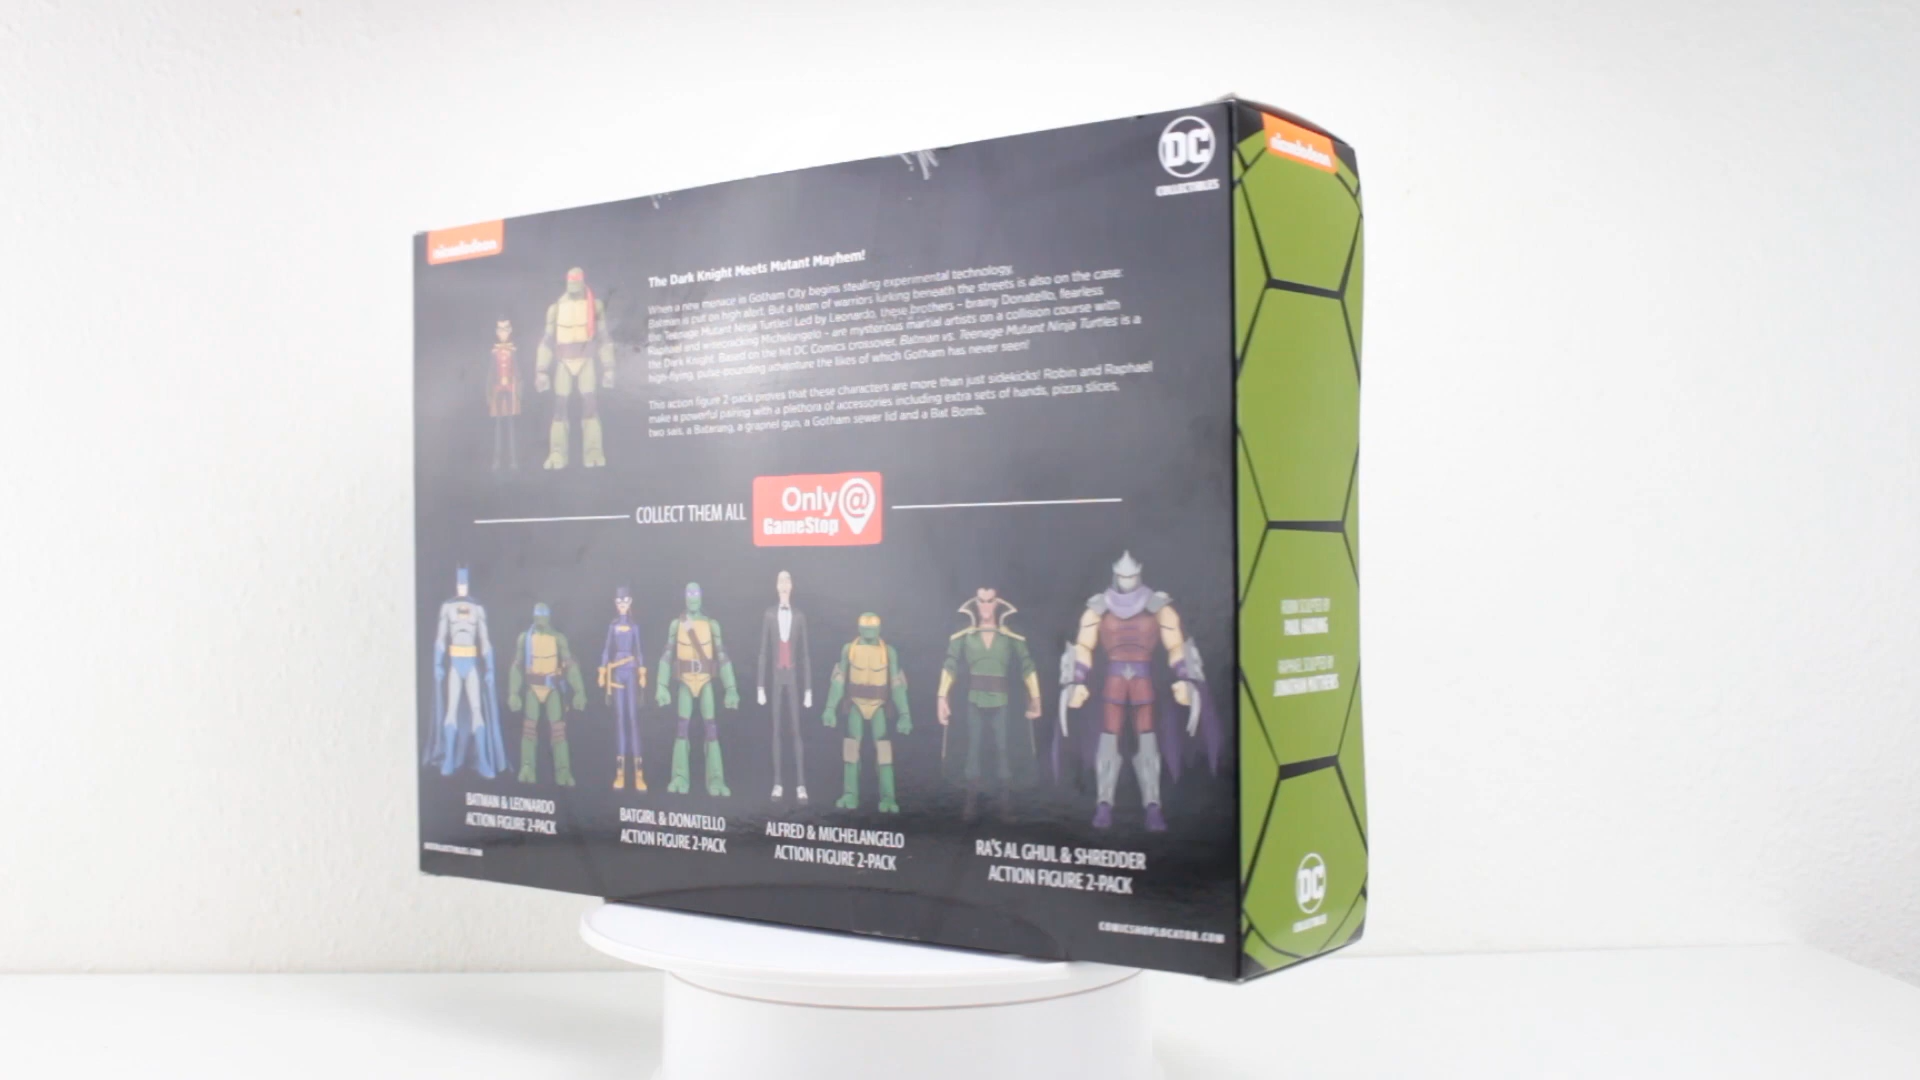 nickelodeon
DC
COLLECTIBLES
nickelodeon
The Dark Knight Meets Mutant Mayhem!
When a new menace in Gotham City begins stealing experimental technology,
Batman is put on high alert. But a team of warriors lurking beneath the streets is also on the case:
the Teenage Mutant Ninja Turtles! Led by Leonardo, these brothers – brainy Donatello, fearless
Raphael and wisecracking Michelangelo – are mysterious martial artists on a collision course with
the Dark Knight. Based on the hit DC Comics crossover, Batman vs. Teenage Mutant Ninja Turtles is a
high-flying, pulse-pounding adventure the likes of which Gotham has never seen!
This action figure 2-pack proves that these characters are more than just sidekicks! Robin and Raphael
make a powerful pairing with a plethora of accessories including extra sets of hands, pizza slices,
two sais, a Batarang, a grapnel gun, a Gotham sewer lid and a Bat Bomb.
COLLECT THEM ALL
Only @
GameStop
BATMAN & LEONARDO
ACTION FIGURE 2-PACK
BATGIRL & DONATELLO
ACTION FIGURE 2-PACK
ALFRED & MICHELANGELO
ACTION FIGURE 2-PACK
RA'S AL GHUL & SHREDDER
ACTION FIGURE 2-PACK
DCCOLLECTIBLES.COM
COMICSHOPLOCATOR.COM
ROBIN SCULPTED BY
PAUL HARDING
RAPHAEL SCULPTED BY
JONATHAN MATTHEWS
DC
COLLECTIBLES